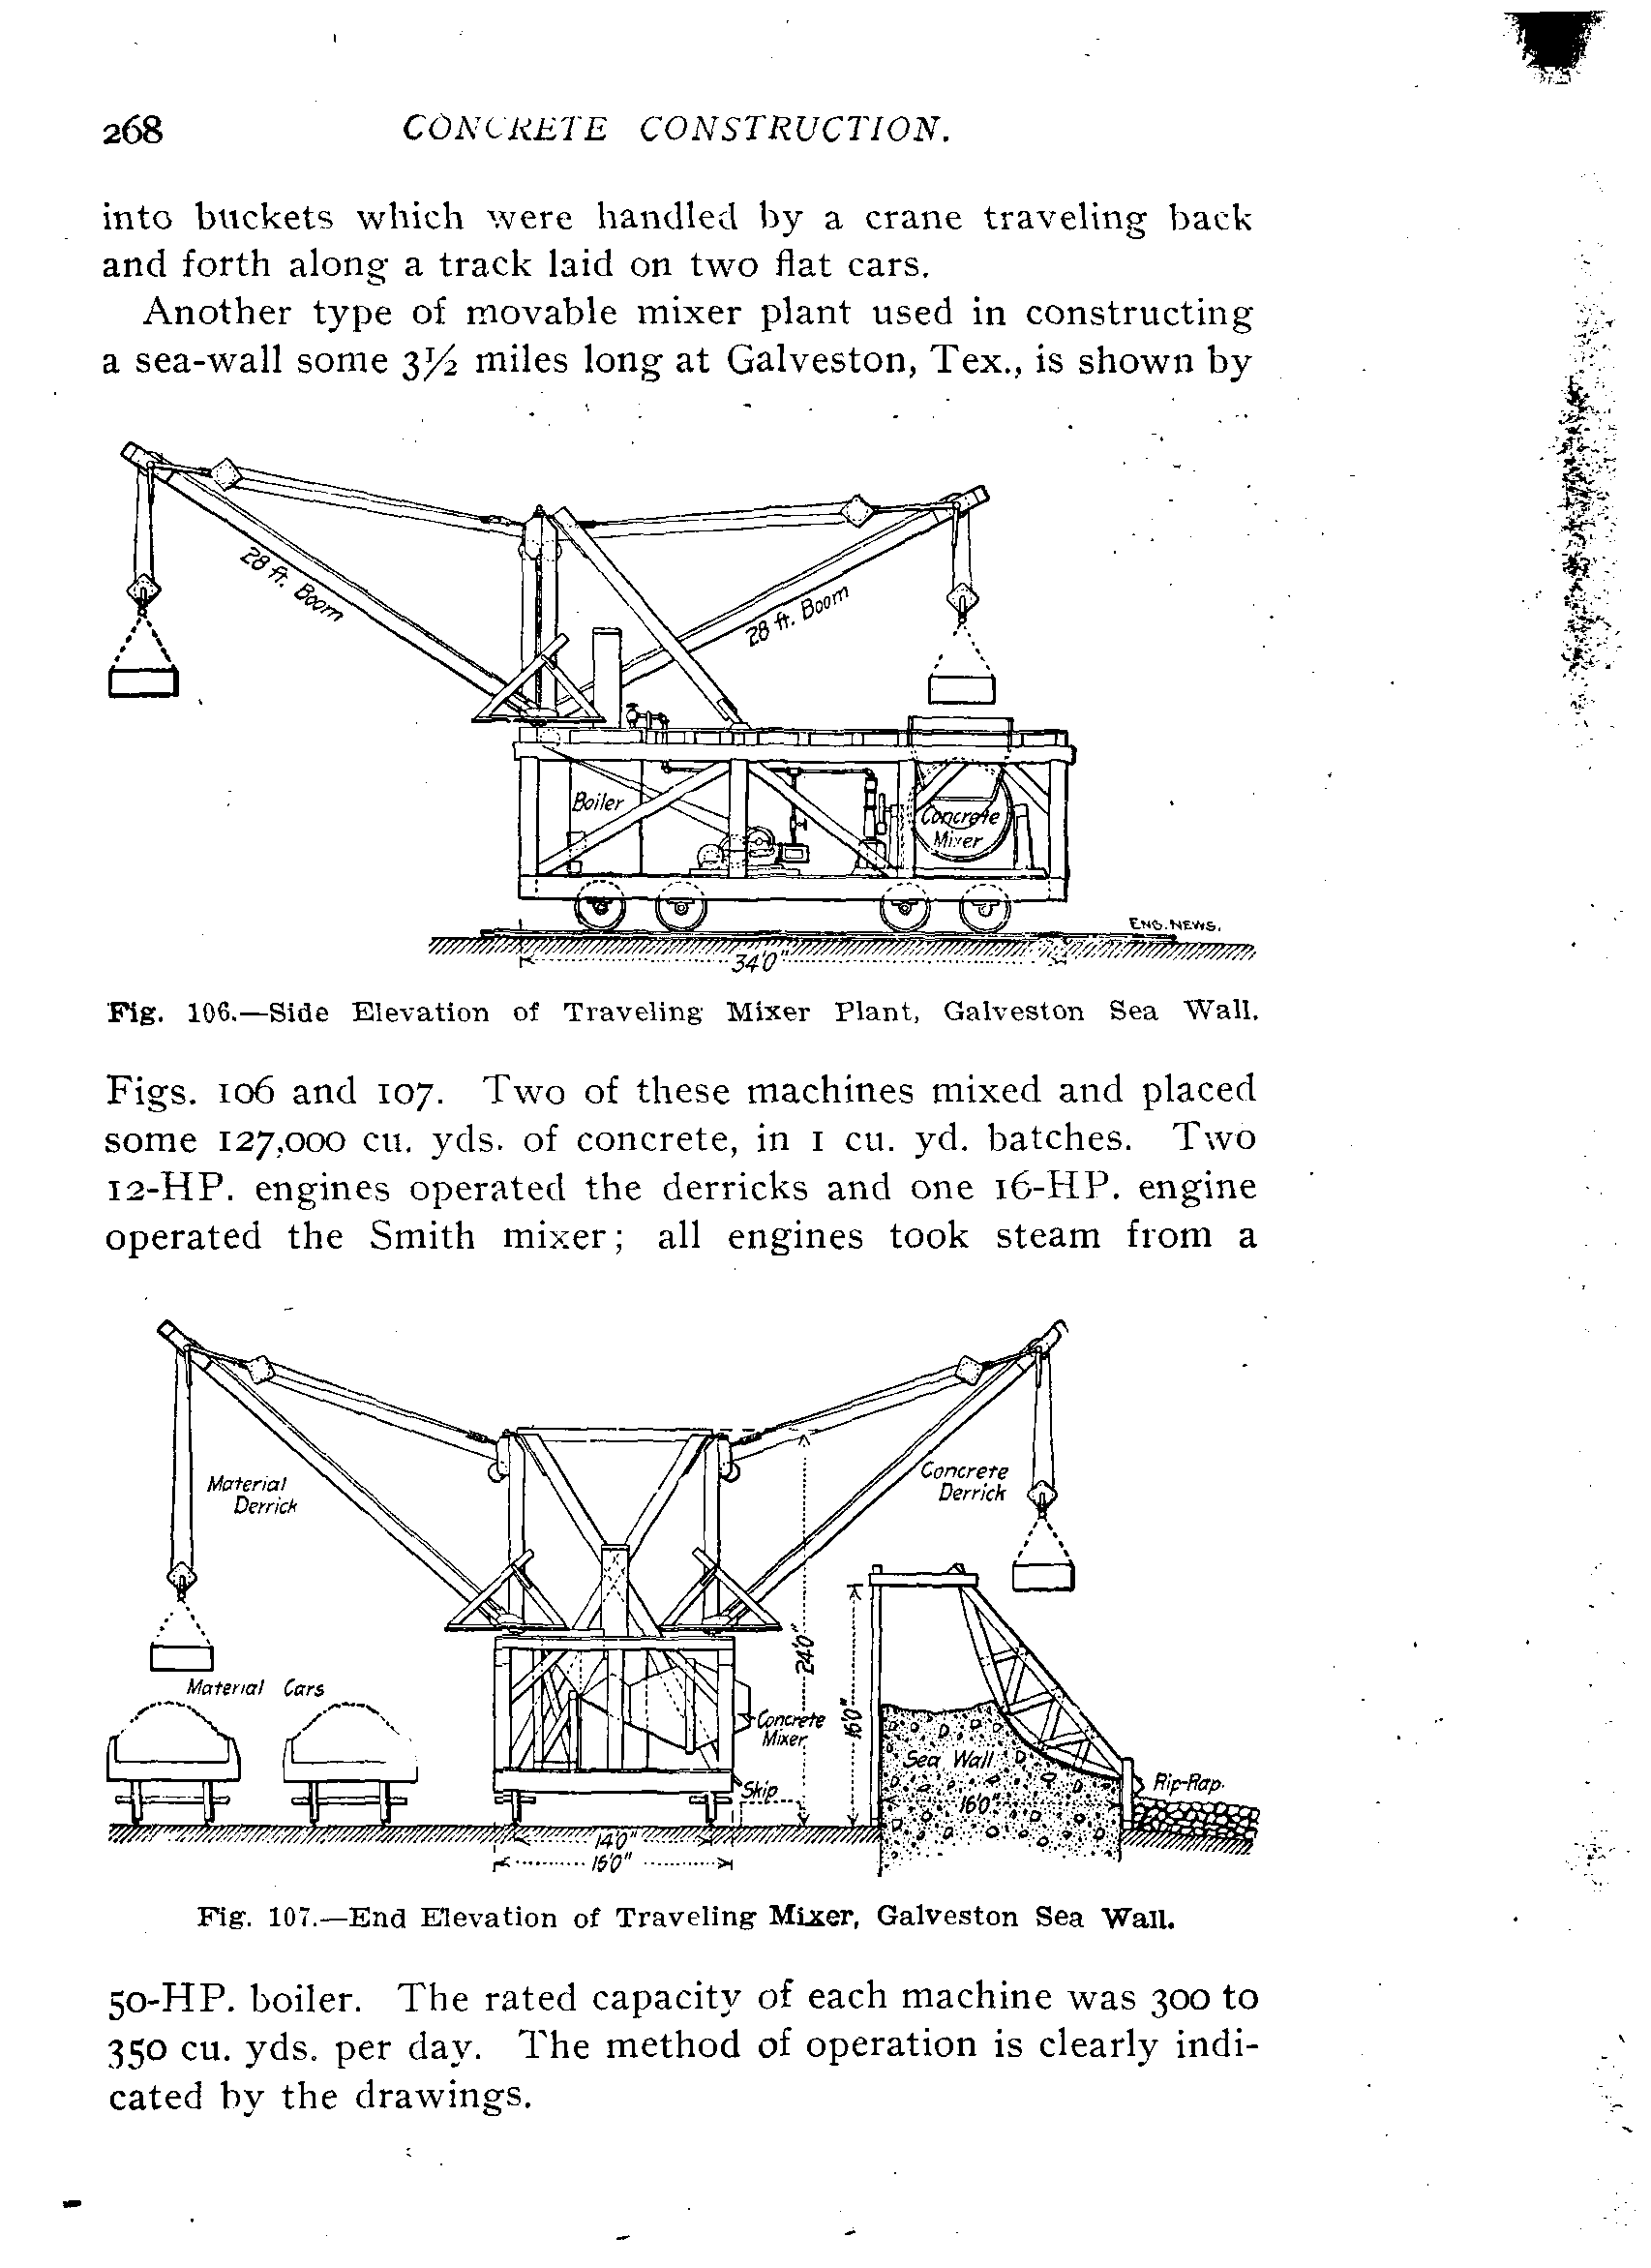 268 CONCRETE CONSTRUCTION.
into buckets which were handled by a crane traveling back
and forth along a track laid on two flat cars.
Another type of movable mixer plant used in constructing
a sea-wall some 3½ miles long at Galveston, Tex., is shown by
28 ft. Boom
28 ft. Boom
Boiler
Concrete
Mixer
ENG. NEWS.
34'0"
Fig. 106.—Side Elevation of Traveling Mixer Plant, Galveston Sea Wall.
Figs. 106 and 107. Two of these machines mixed and placed
some 127,000 cu. yds. of concrete, in 1 cu. yd. batches. Two
12-HP. engines operated the derricks and one 16-HP. engine
operated the Smith mixer; all engines took steam from a
Material
Derrick
Concrete
Derrick
Material Cars
24'0"
16'0"
Concrete
Mixer
Skip
Sea Wall
16'0"
Rip-Rap.
14'0"
16'0"
Fig. 107.—End Elevation of Traveling Mixer, Galveston Sea Wall.
50-HP. boiler. The rated capacity of each machine was 300 to
350 cu. yds. per day. The method of operation is clearly indi-
cated by the drawings.